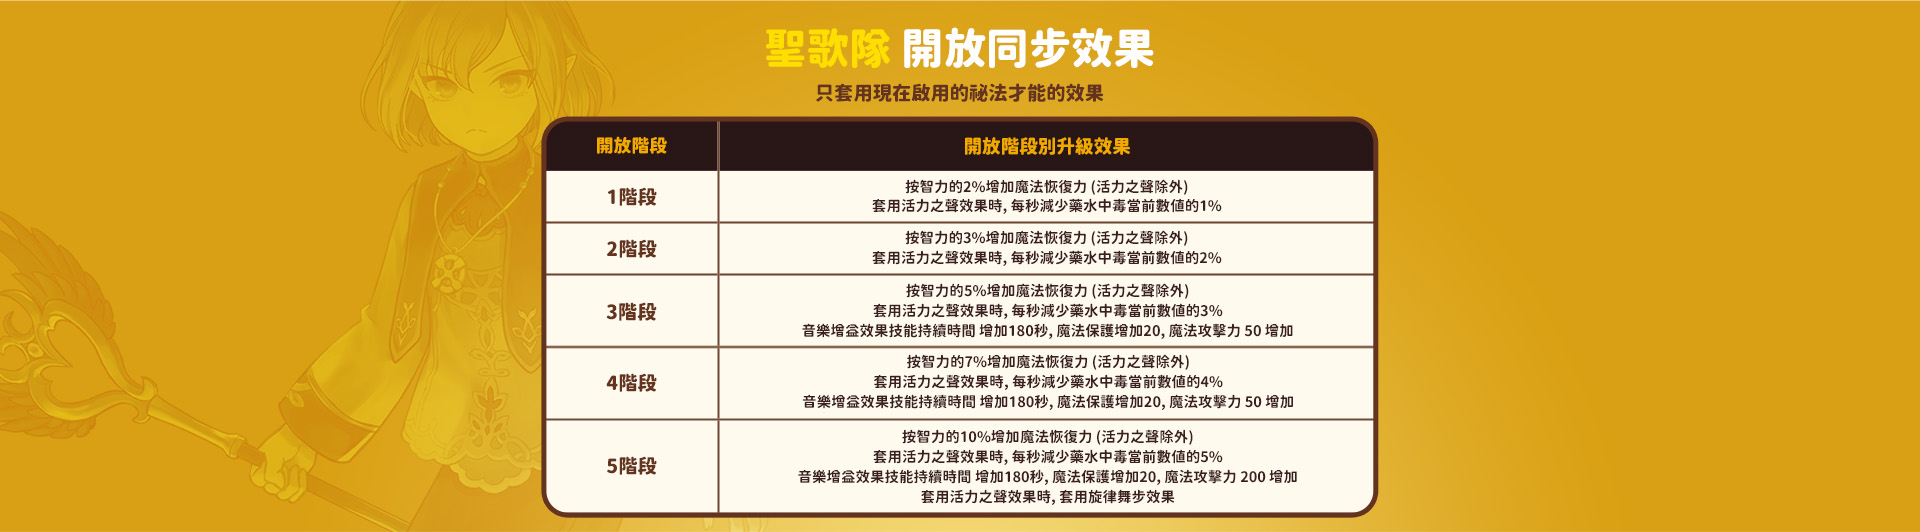 聖歌隊 開放同步效果
只套用現在啟用的祕法才能的效果
開放階段
開放階段別升級效果
1階段
按智力的2%增加魔法恢復力 (活力之聲除外)
套用活力之聲效果時, 每秒減少藥水中毒當前數值的1%
2階段
按智力的3%增加魔法恢復力 (活力之聲除外)
套用活力之聲效果時, 每秒減少藥水中毒當前數值的2%
3階段
按智力的5%增加魔法恢復力 (活力之聲除外)
套用活力之聲效果時, 每秒減少藥水中毒當前數值的3%
音樂增益效果技能持續時間 增加180秒, 魔法保護增加20, 魔法攻擊力 50 增加
4階段
按智力的7%增加魔法恢復力 (活力之聲除外)
套用活力之聲效果時, 每秒減少藥水中毒當前數值的4%
音樂增益效果技能持續時間 增加180秒, 魔法保護增加20, 魔法攻擊力 50 增加
5階段
按智力的10%增加魔法恢復力 (活力之聲除外)
套用活力之聲效果時, 每秒減少藥水中毒當前數值的5%
音樂增益效果技能持續時間 增加180秒, 魔法保護增加20, 魔法攻擊力 200 增加
套用活力之聲效果時, 套用旋律舞步效果